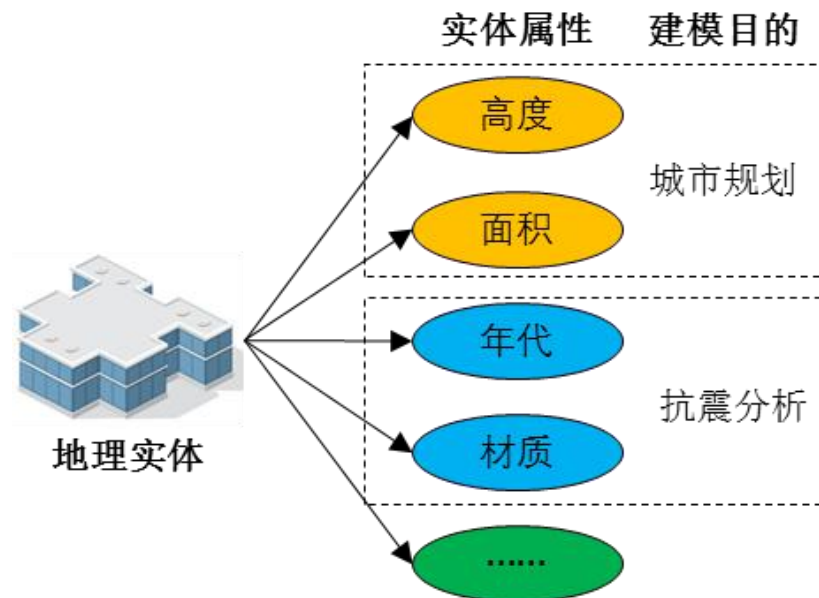 实体属性 建模目的
高度
城市规划
面积
年代
抗震分析
材质
地理实体
……